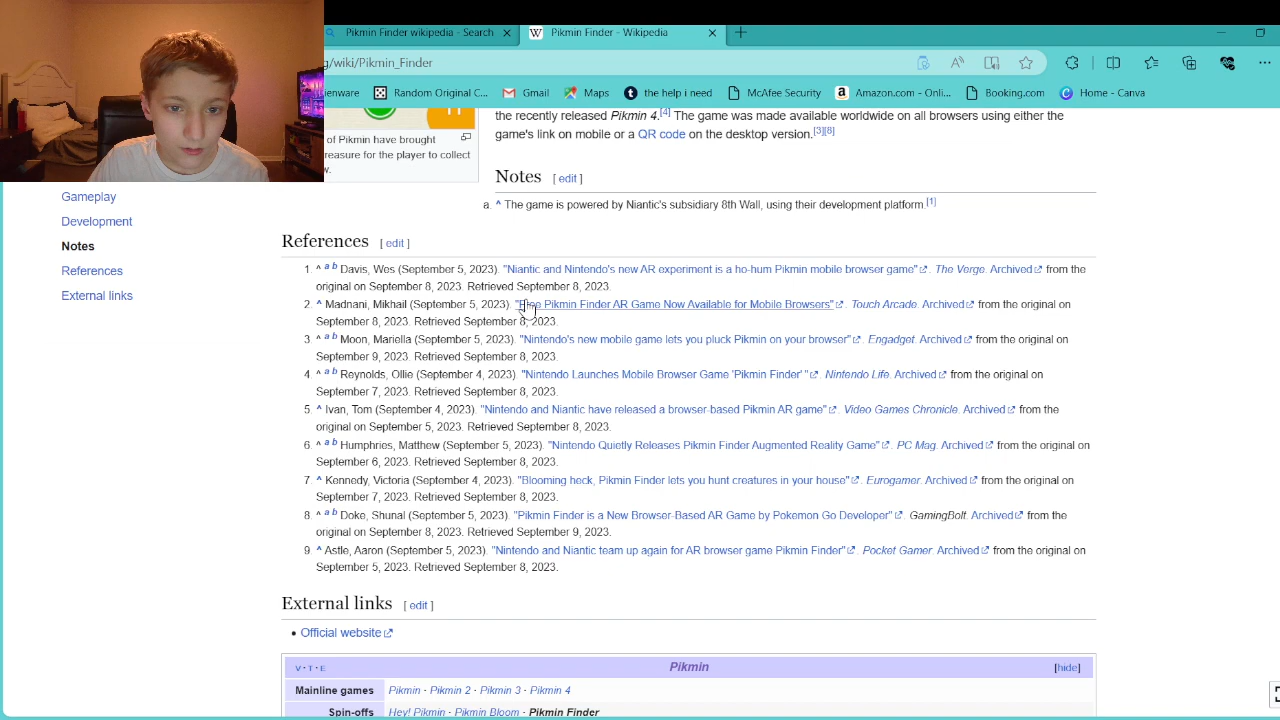 Pikmin Finder wikipedia - Search
Pikmin Finder - Wikipedia
g/wiki/Pikmin_Finder
ienware
Random Original C...
Gmail
Maps
the help i need
McAfee Security
Amazon.com - Onli...
Booking.com
Home - Canva
of Pikmin have brought
reasure for the player to collect
w.
the recently released Pikmin 4.[4] The game was made available worldwide on all browsers using either the
game's link on mobile or a QR code on the desktop version.[3][8]
Notes [ edit ]
a. ^ The game is powered by Niantic's subsidiary 8th Wall, using their development platform.[1]
Gameplay
Development
Notes
References
External links
References [ edit ]
1. ^ a b Davis, Wes (September 5, 2023). "Niantic and Nintendo's new AR experiment is a ho-hum Pikmin mobile browser game". The Verge. Archived from the
original on September 8, 2023. Retrieved September 8, 2023.
2. ^ Madnani, Mikhail (September 5, 2023). "Free Pikmin Finder AR Game Now Available for Mobile Browsers". Touch Arcade. Archived from the original on
September 8, 2023. Retrieved September 8, 2023.
3. ^ a b Moon, Mariella (September 5, 2023). "Nintendo's new mobile game lets you pluck Pikmin on your browser". Engadget. Archived from the original on
September 9, 2023. Retrieved September 8, 2023.
4. ^ a b Reynolds, Ollie (September 4, 2023). "Nintendo Launches Mobile Browser Game 'Pikmin Finder' ". Nintendo Life. Archived from the original on
September 7, 2023. Retrieved September 8, 2023.
5. ^ Ivan, Tom (September 4, 2023). "Nintendo and Niantic have released a browser-based Pikmin AR game". Video Games Chronicle. Archived from the
original on September 5, 2023. Retrieved September 8, 2023.
6. ^ a b Humphries, Matthew (September 5, 2023). "Nintendo Quietly Releases Pikmin Finder Augmented Reality Game". PC Mag. Archived from the original on
September 6, 2023. Retrieved September 8, 2023.
7. ^ Kennedy, Victoria (September 4, 2023). "Blooming heck, Pikmin Finder lets you hunt creatures in your house". Eurogamer. Archived from the original on
September 7, 2023. Retrieved September 8, 2023.
8. ^ a b Doke, Shunal (September 5, 2023). "Pikmin Finder is a New Browser-Based AR Game by Pokemon Go Developer". GamingBolt. Archived from the
original on September 8, 2023. Retrieved September 9, 2023.
9. ^ Astle, Aaron (September 5, 2023). "Nintendo and Niantic team up again for AR browser game Pikmin Finder". Pocket Gamer. Archived from the original on
September 5, 2023. Retrieved September 8, 2023.
External links [ edit ]
• Official website
V · T · E
Pikmin
[hide]
Mainline games
Pikmin · Pikmin 2 · Pikmin 3 · Pikmin 4
Spin-offs
Hey! Pikmin · Pikmin Bloom · Pikmin Finder